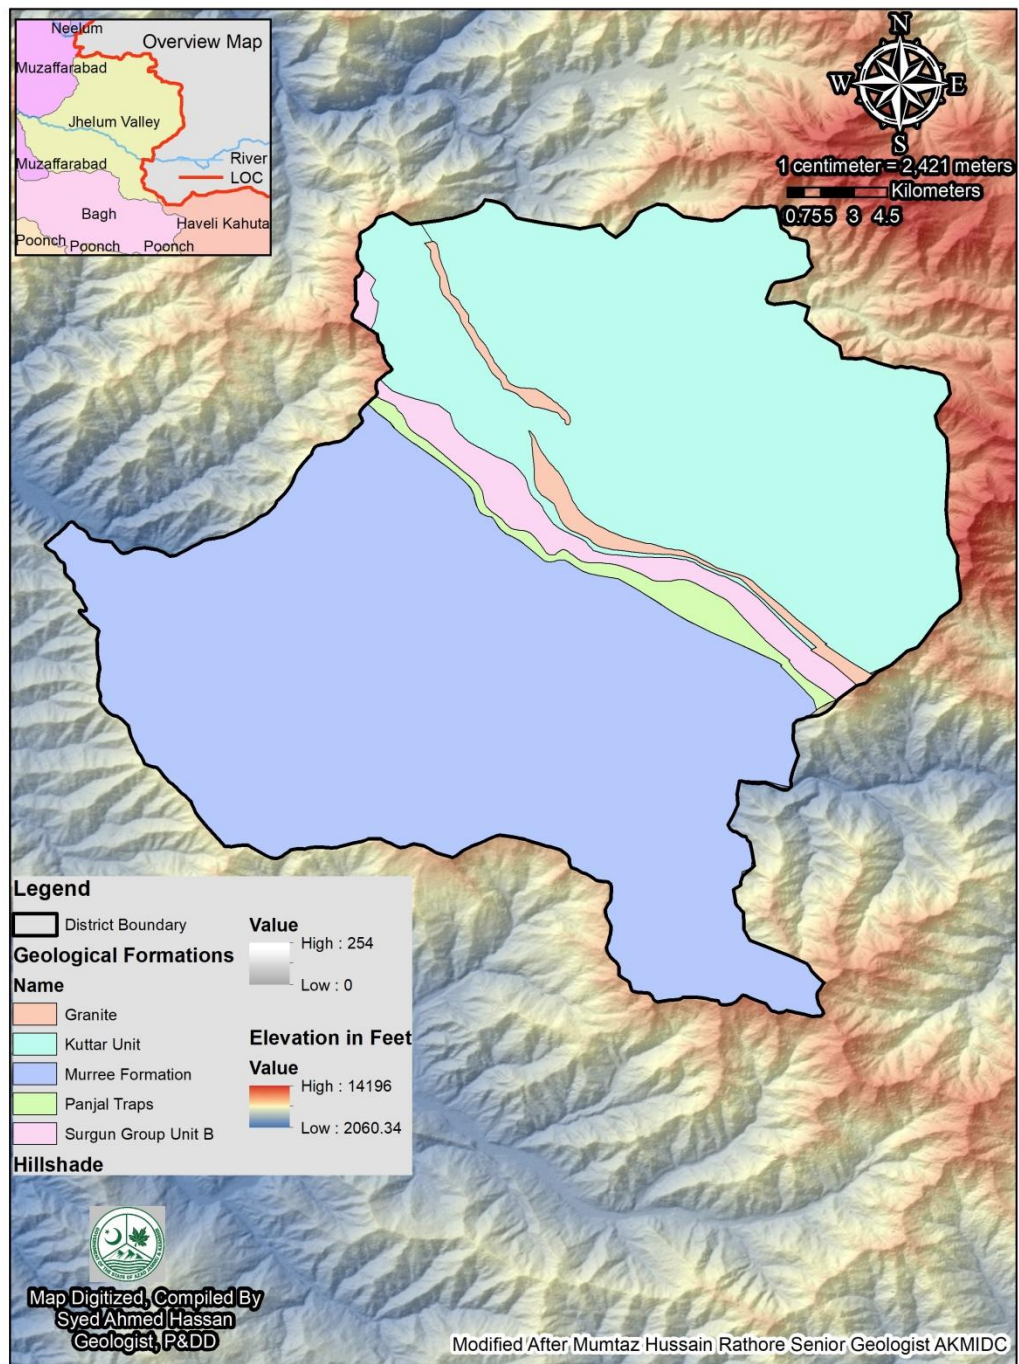 Overview Map
Neelum
Muzaffarabad
Jhelum Valley
Muzaffarabad
River
LOC
Bagh
Haveli Kahuta
Poonch
Poonch
Poonch
N
W
E
S
1 centimeter = 2,421 meters
Kilometers
0.755 3 4.5
Legend
District Boundary
Geological Formations
Name
Granite
Kuttar Unit
Murree Formation
Panjal Traps
Surgun Group Unit B
Hillshade
Value
High : 254
Low : 0
Elevation in Feet
Value
High : 14196
Low : 2060.34
Map Digitized, Compiled By
Syed Ahmed Hassan
Geologist, P&DD
Modified After Mumtaz Hussain Rathore Senior Geologist AKMIDC